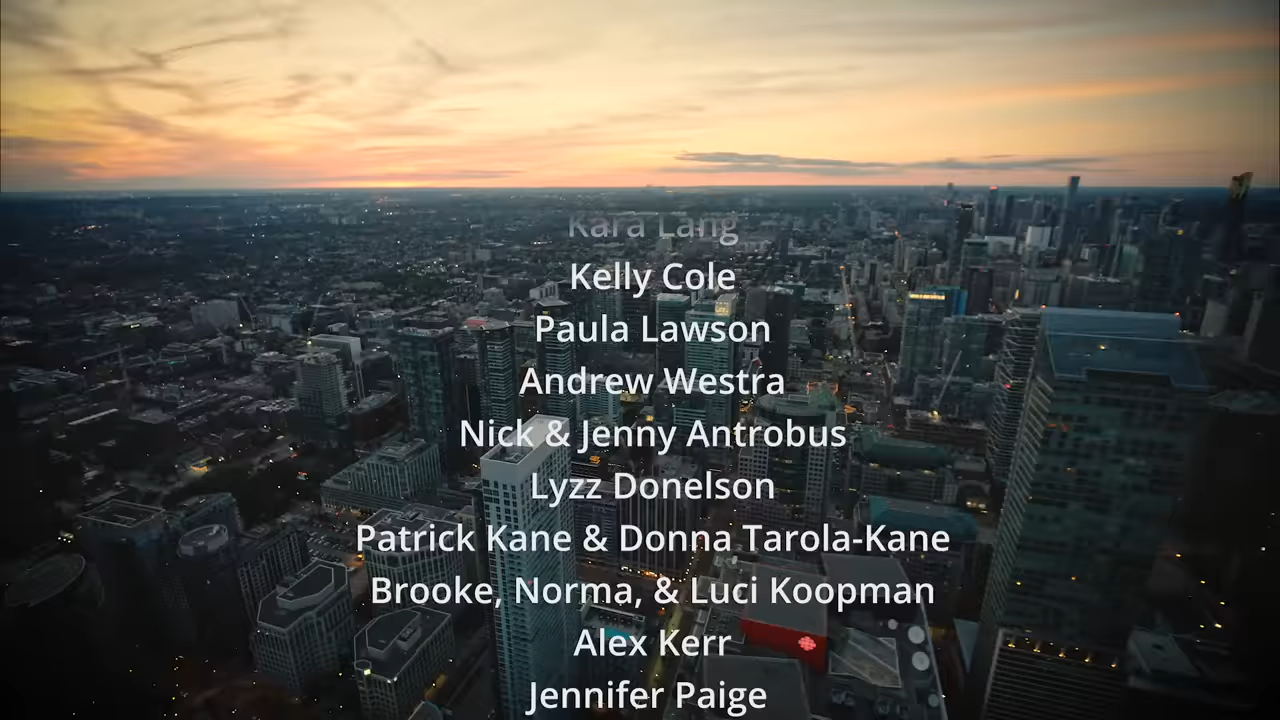 Kara Lang
Kelly Cole
Paula Lawson
Andrew Westra
Nick & Jenny Antrobus
Lyzz Donelson
Patrick Kane & Donna Tarola-Kane
Brooke, Norma, & Luci Koopman
Alex Kerr
Jennifer Paige